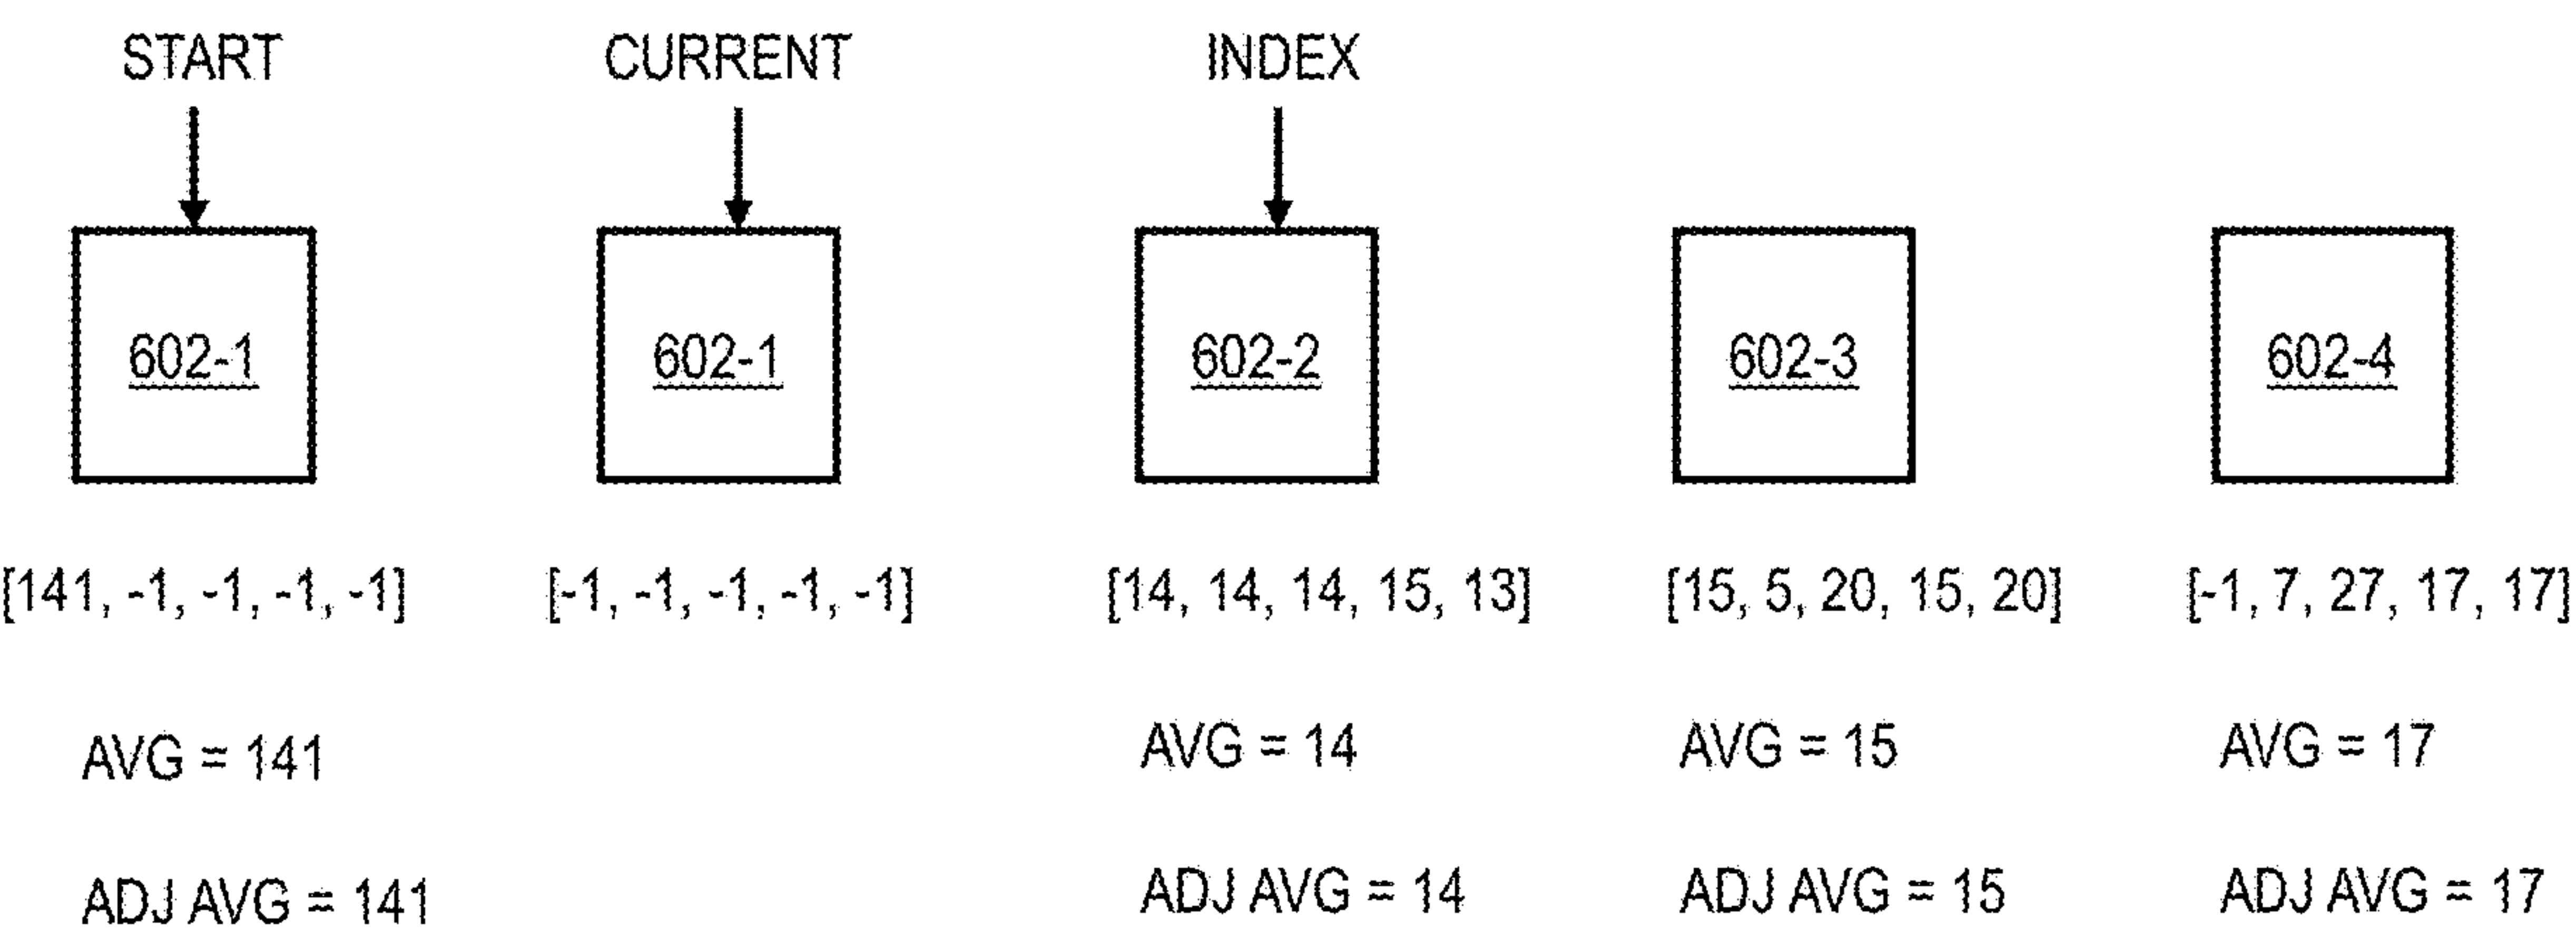 START CURRENT INDEX
602-1 602-1 602-2 602-3 602-4
[141, -1, -1, -1, -1] [-1, -1, -1, -1, -1] [14, 14, 14, 15, 13] [15, 5, 20, 15, 20] [-1, 7, 27, 17, 17]
AVG = 141 AVG = 14 AVG = 15 AVG = 17
ADJ AVG = 141 ADJ AVG = 14 ADJ AVG = 15 ADJ AVG = 17